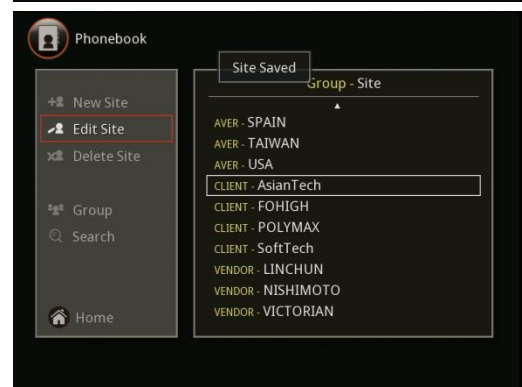 Phonebook
Site Saved
Group - Site
New Site
Edit Site
Delete Site
Group
Search
Home
AVER - SPAIN
AVER - TAIWAN
AVER - USA
CLIENT - AsianTech
CLIENT - FOHIGH
CLIENT - POLYMAX
CLIENT - SoftTech
VENDOR - LINCHUN
VENDOR - NISHIMOTO
VENDOR - VICTORIAN